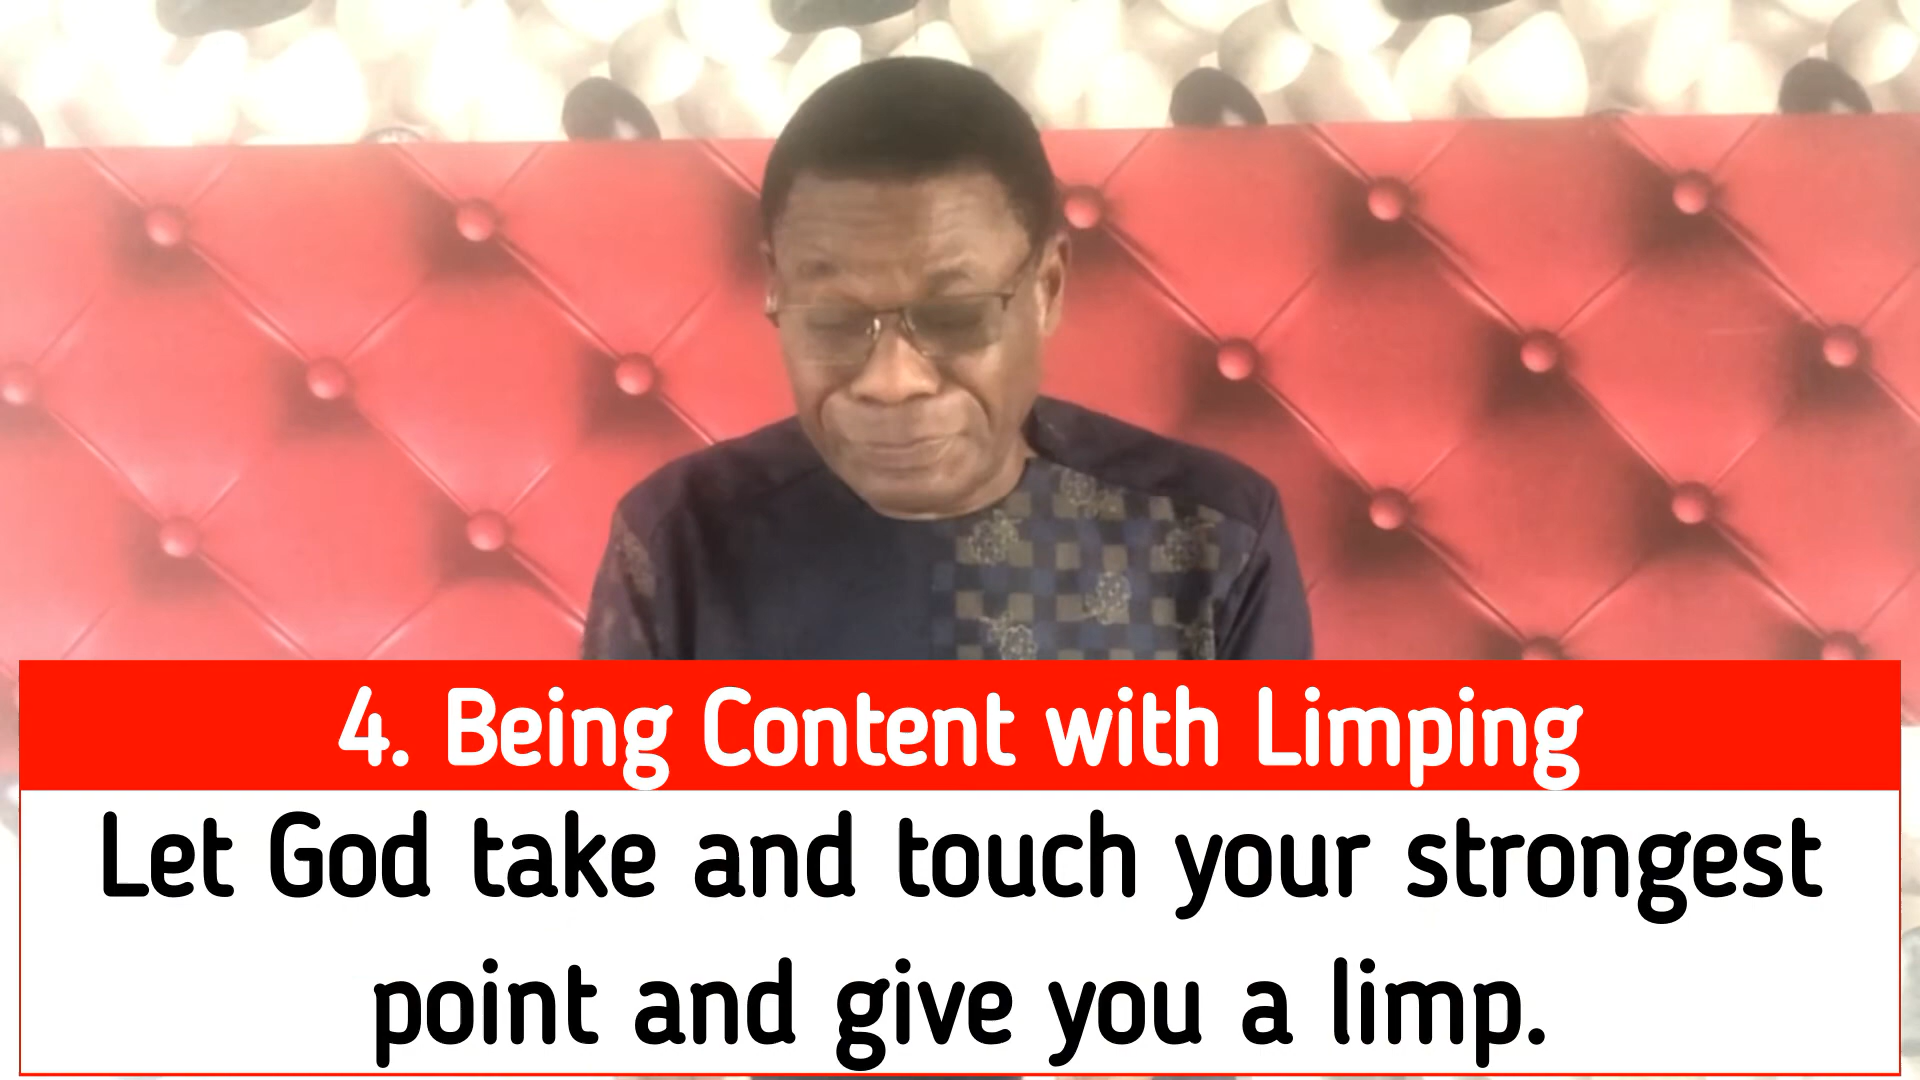 4. Being Content with Limping
Let God take and touch your strongest
point and give you a limp.